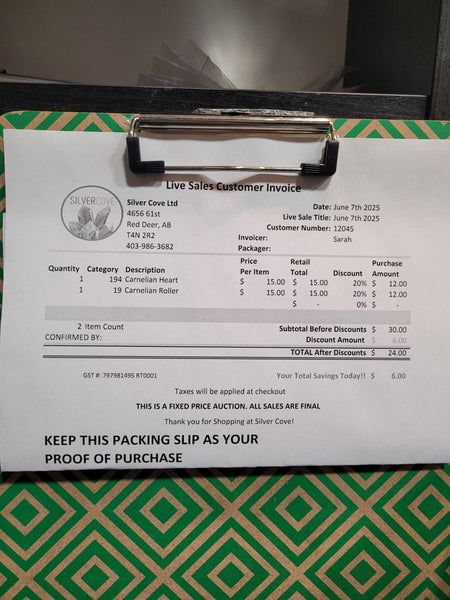 Live Sales Customer Invoice
SILVERCOVE
Silver Cove Ltd
4656 61st
Red Deer, AB
T4N 2R2
403-986-3682
Date: June 7th 2025
Live Sale Title: June 7th 2025
Customer Number: 12045
Invoicer: Sarah
Packager:
Quantity Category Description Price Per Item Retail Total Discount Purchase Amount
1 194 Carnelian Heart $ 15.00 $ 15.00 20% $ 12.00
1 19 Carnelian Roller $ 15.00 $ 15.00 20% $ 12.00
$ - 0% $ -
2 Item Count Subtotal Before Discounts $ 30.00
CONFIRMED BY: Discount Amount $ 6.00
TOTAL After Discounts $ 24.00
GST #: 797981495 RT0001 Your Total Savings Today!! $ 6.00
Taxes will be applied at checkout
THIS IS A FIXED PRICE AUCTION. ALL SALES ARE FINAL
Thank you for Shopping at Silver Cove!
KEEP THIS PACKING SLIP AS YOUR
PROOF OF PURCHASE